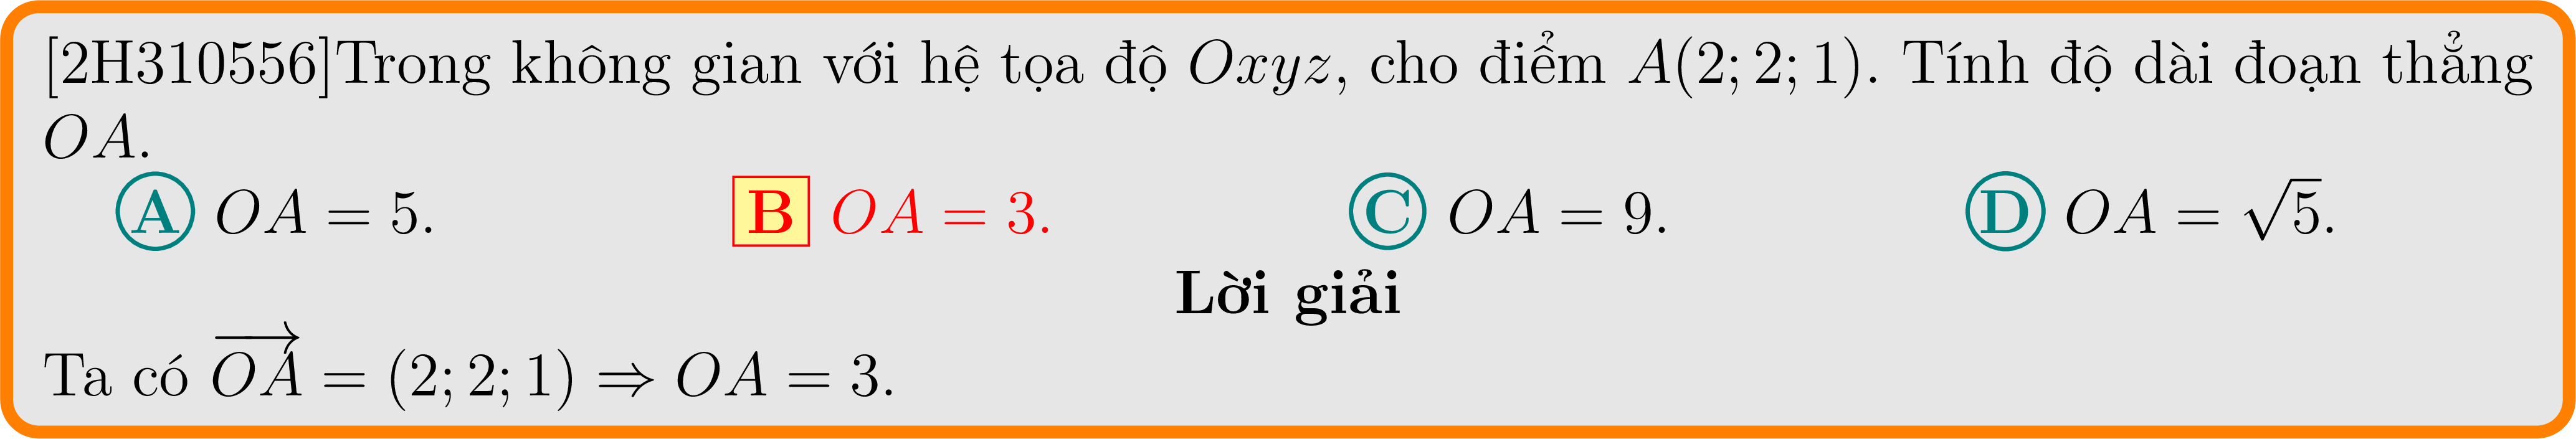 [2H310556]Trong không gian với hệ tọa độ Oxyz, cho điểm A(2; 2; 1). Tính độ dài đoạn thẳng
OA.
A OA = 5. B OA = 3. C OA = 9. D OA = √5.
Lời giải
Ta có \overrightarrow{OA} = (2; 2; 1) ⇒ OA = 3.